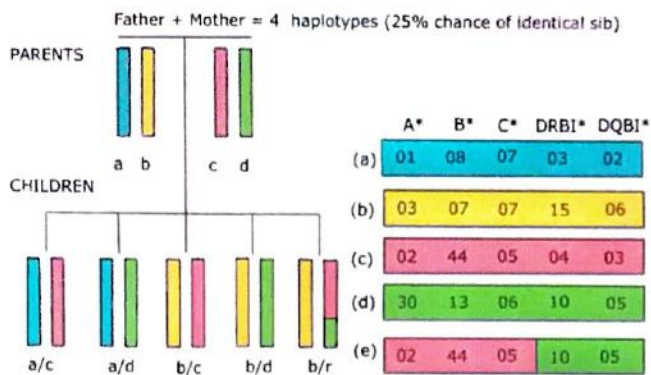 Father + Mother = 4 haplotypes (25% chance of identical sib)
PARENTS
a b c d
CHILDREN
a/c a/d b/c b/d b/r
A* B* C* DRBI* DQBI*
(a) 01 08 07 03 02
(b) 03 07 07 15 06
(c) 02 44 05 04 03
(d) 30 13 06 10 05
(e) 02 44 05 10 05